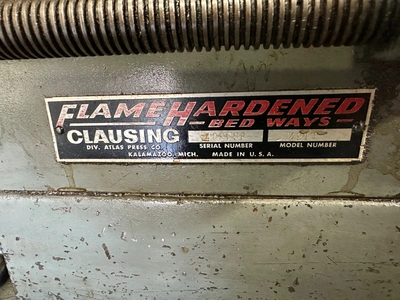 FLAME HARDENED
— BED WAYS —
CLAUSING
DIV. ATLAS PRESS CO. SERIAL NUMBER MODEL NUMBER
KALAMAZOO, MICH. MADE IN U.S.A.